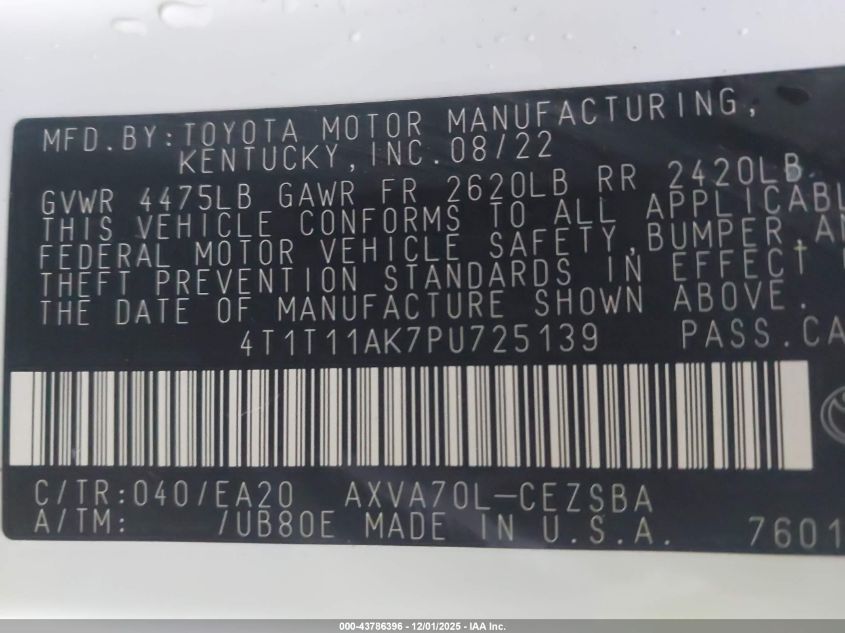 MFD.BY:TOYOTA MOTOR MANUFACTURING,
KENTUCKY,INC.08/22
GVWR 4475LB GAWR FR 2620LB RR 2420LB
THIS VEHICLE CONFORMS TO ALL APPLICABL
FEDERAL MOTOR VEHICLE SAFETY,BUMPER,AN
THEFT PREVENTION STANDARDS IN EFFECT
THE DATE OF MANUFACTURE SHOWN ABOVE.
4T1T11AK7PU725139 PASS.CA
C/TR:040/EA20 AXVA70L-CEZSBA
A/TM: /UB80E MADE IN U.S.A. 7601
000-43786396 - 12/01/2025 - IAA Inc.